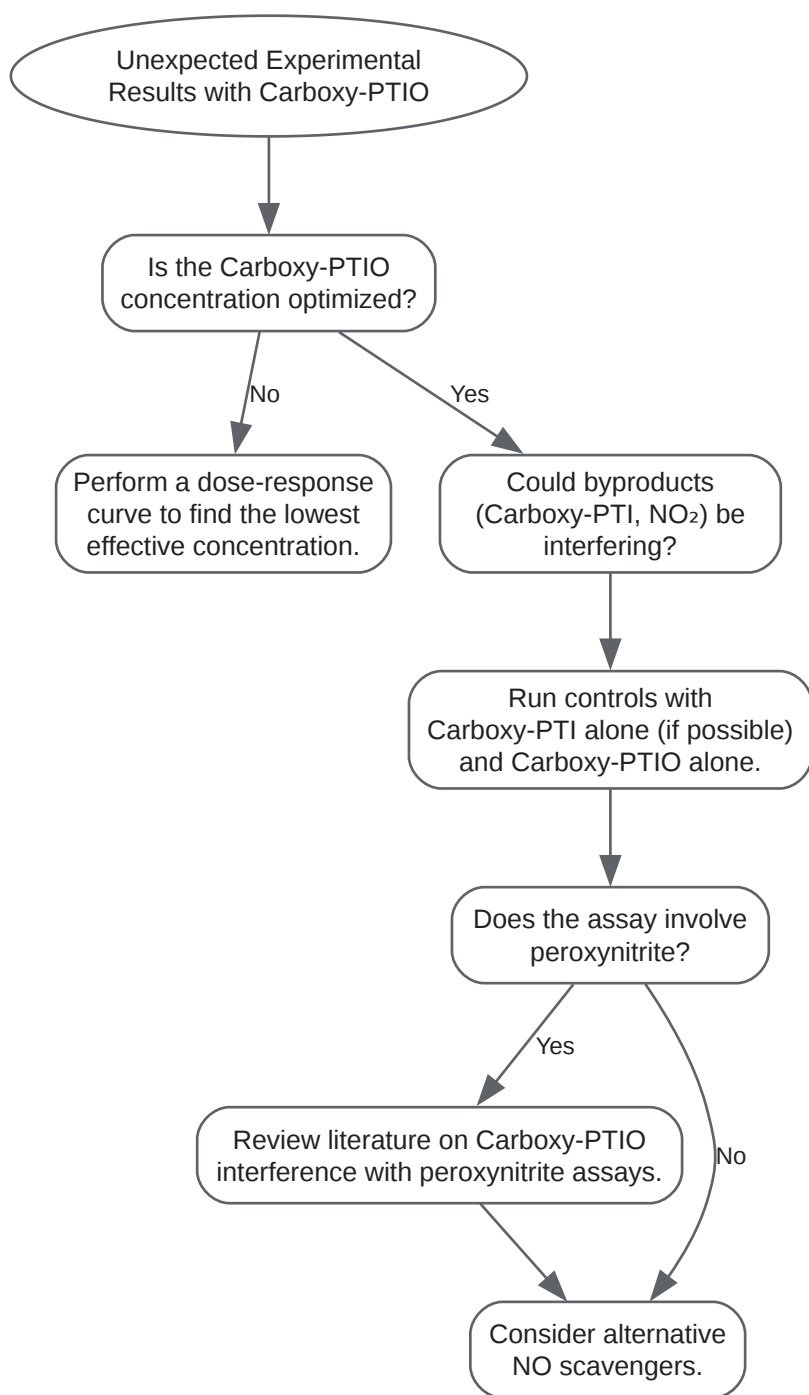 Unexpected Experimental
Results with Carboxy-PTIO
Is the Carboxy-PTIO
concentration optimized?
No
Yes
Perform a dose-response
curve to find the lowest
effective concentration.
Could byproducts
(Carboxy-PTI, NO₂) be
interfering?
Run controls with
Carboxy-PTI alone (if possible)
and Carboxy-PTIO alone.
Does the assay involve
peroxynitrite?
Yes
Review literature on Carboxy-PTIO
interference with peroxynitrite assays.
No
Consider alternative
NO scavengers.